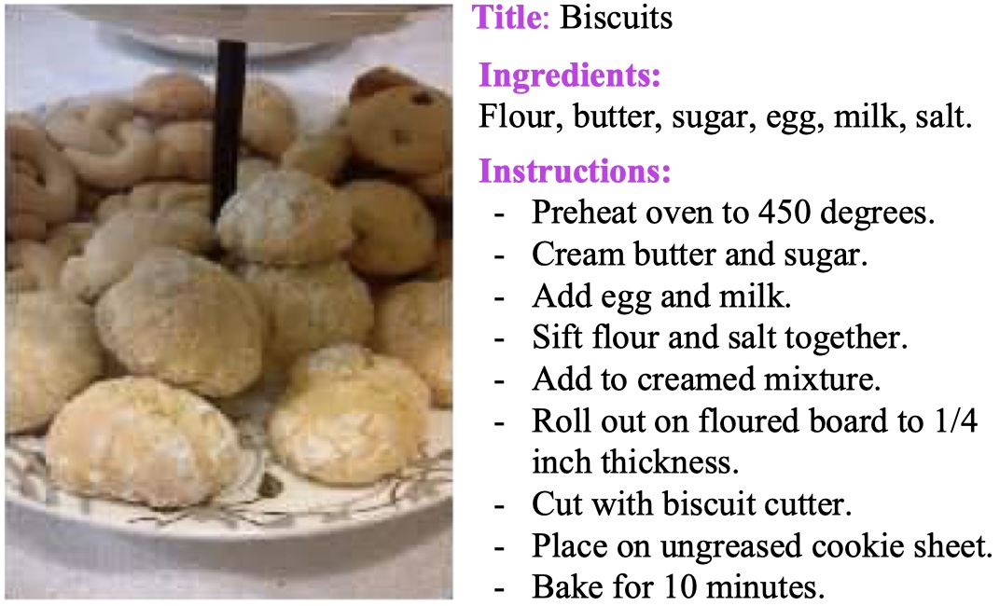 Title: Biscuits
Ingredients:
Flour, butter, sugar, egg, milk, salt.
Instructions:
- Preheat oven to 450 degrees.
- Cream butter and sugar.
- Add egg and milk.
- Sift flour and salt together.
- Add to creamed mixture.
- Roll out on floured board to 1/4
inch thickness.
- Cut with biscuit cutter.
- Place on ungreased cookie sheet.
- Bake for 10 minutes.